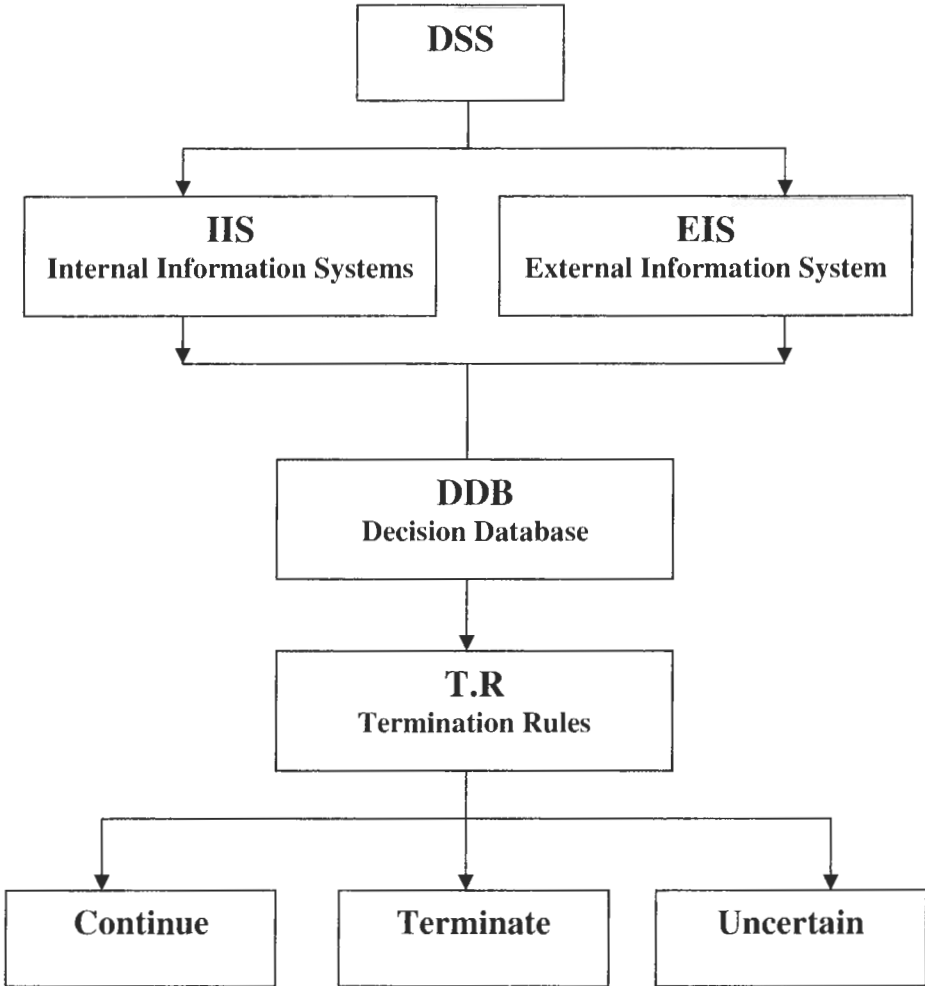 DSS
IIS
Internal Information Systems
EIS
External Information System
DDB
Decision Database
T.R
Termination Rules
Continue
Terminate
Uncertain